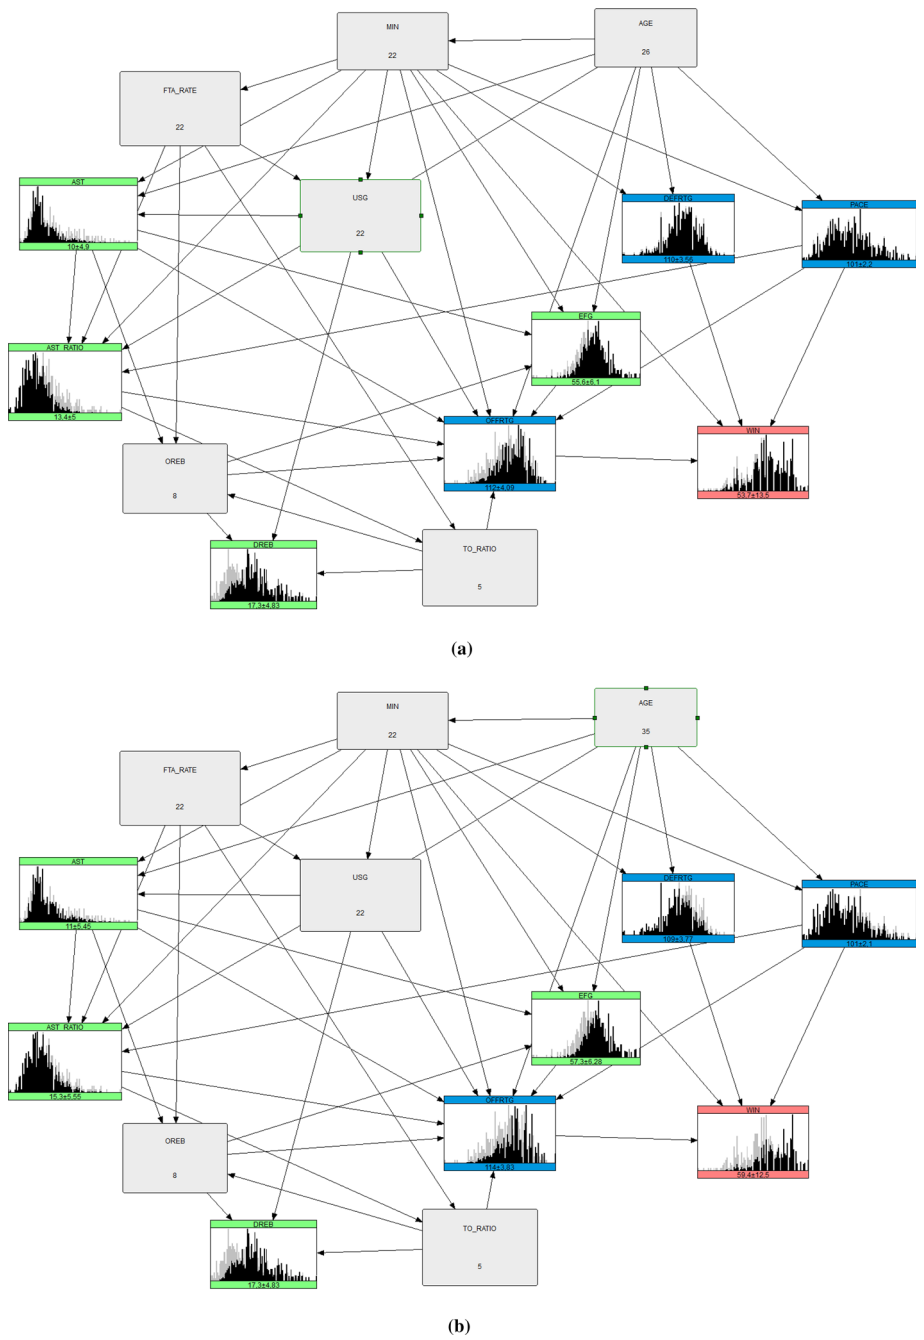 MIN
22
AGE
26
FTA_RATE
22
AST
10±4.9
USG
22
DEFRTG
110±3.56
PACE
101±2.2
EFG
55.6±6.1
AST_RATIO
13.4±5
OFFRTG
112±4.09
WIN
53.7±13.5
OREB
8
DREB
17.3±4.83
TO_RATIO
5
(a)
MIN
22
AGE
35
FTA_RATE
22
AST
11±5.45
USG
22
DEFRTG
109±3.77
PACE
101±2.1
EFG
57.3±5.28
AST_RATIO
15.3±5.55
OFFRTG
114±3.83
WIN
59.4±12.5
OREB
8
DREB
17.3±4.83
TO_RATIO
5
(b)